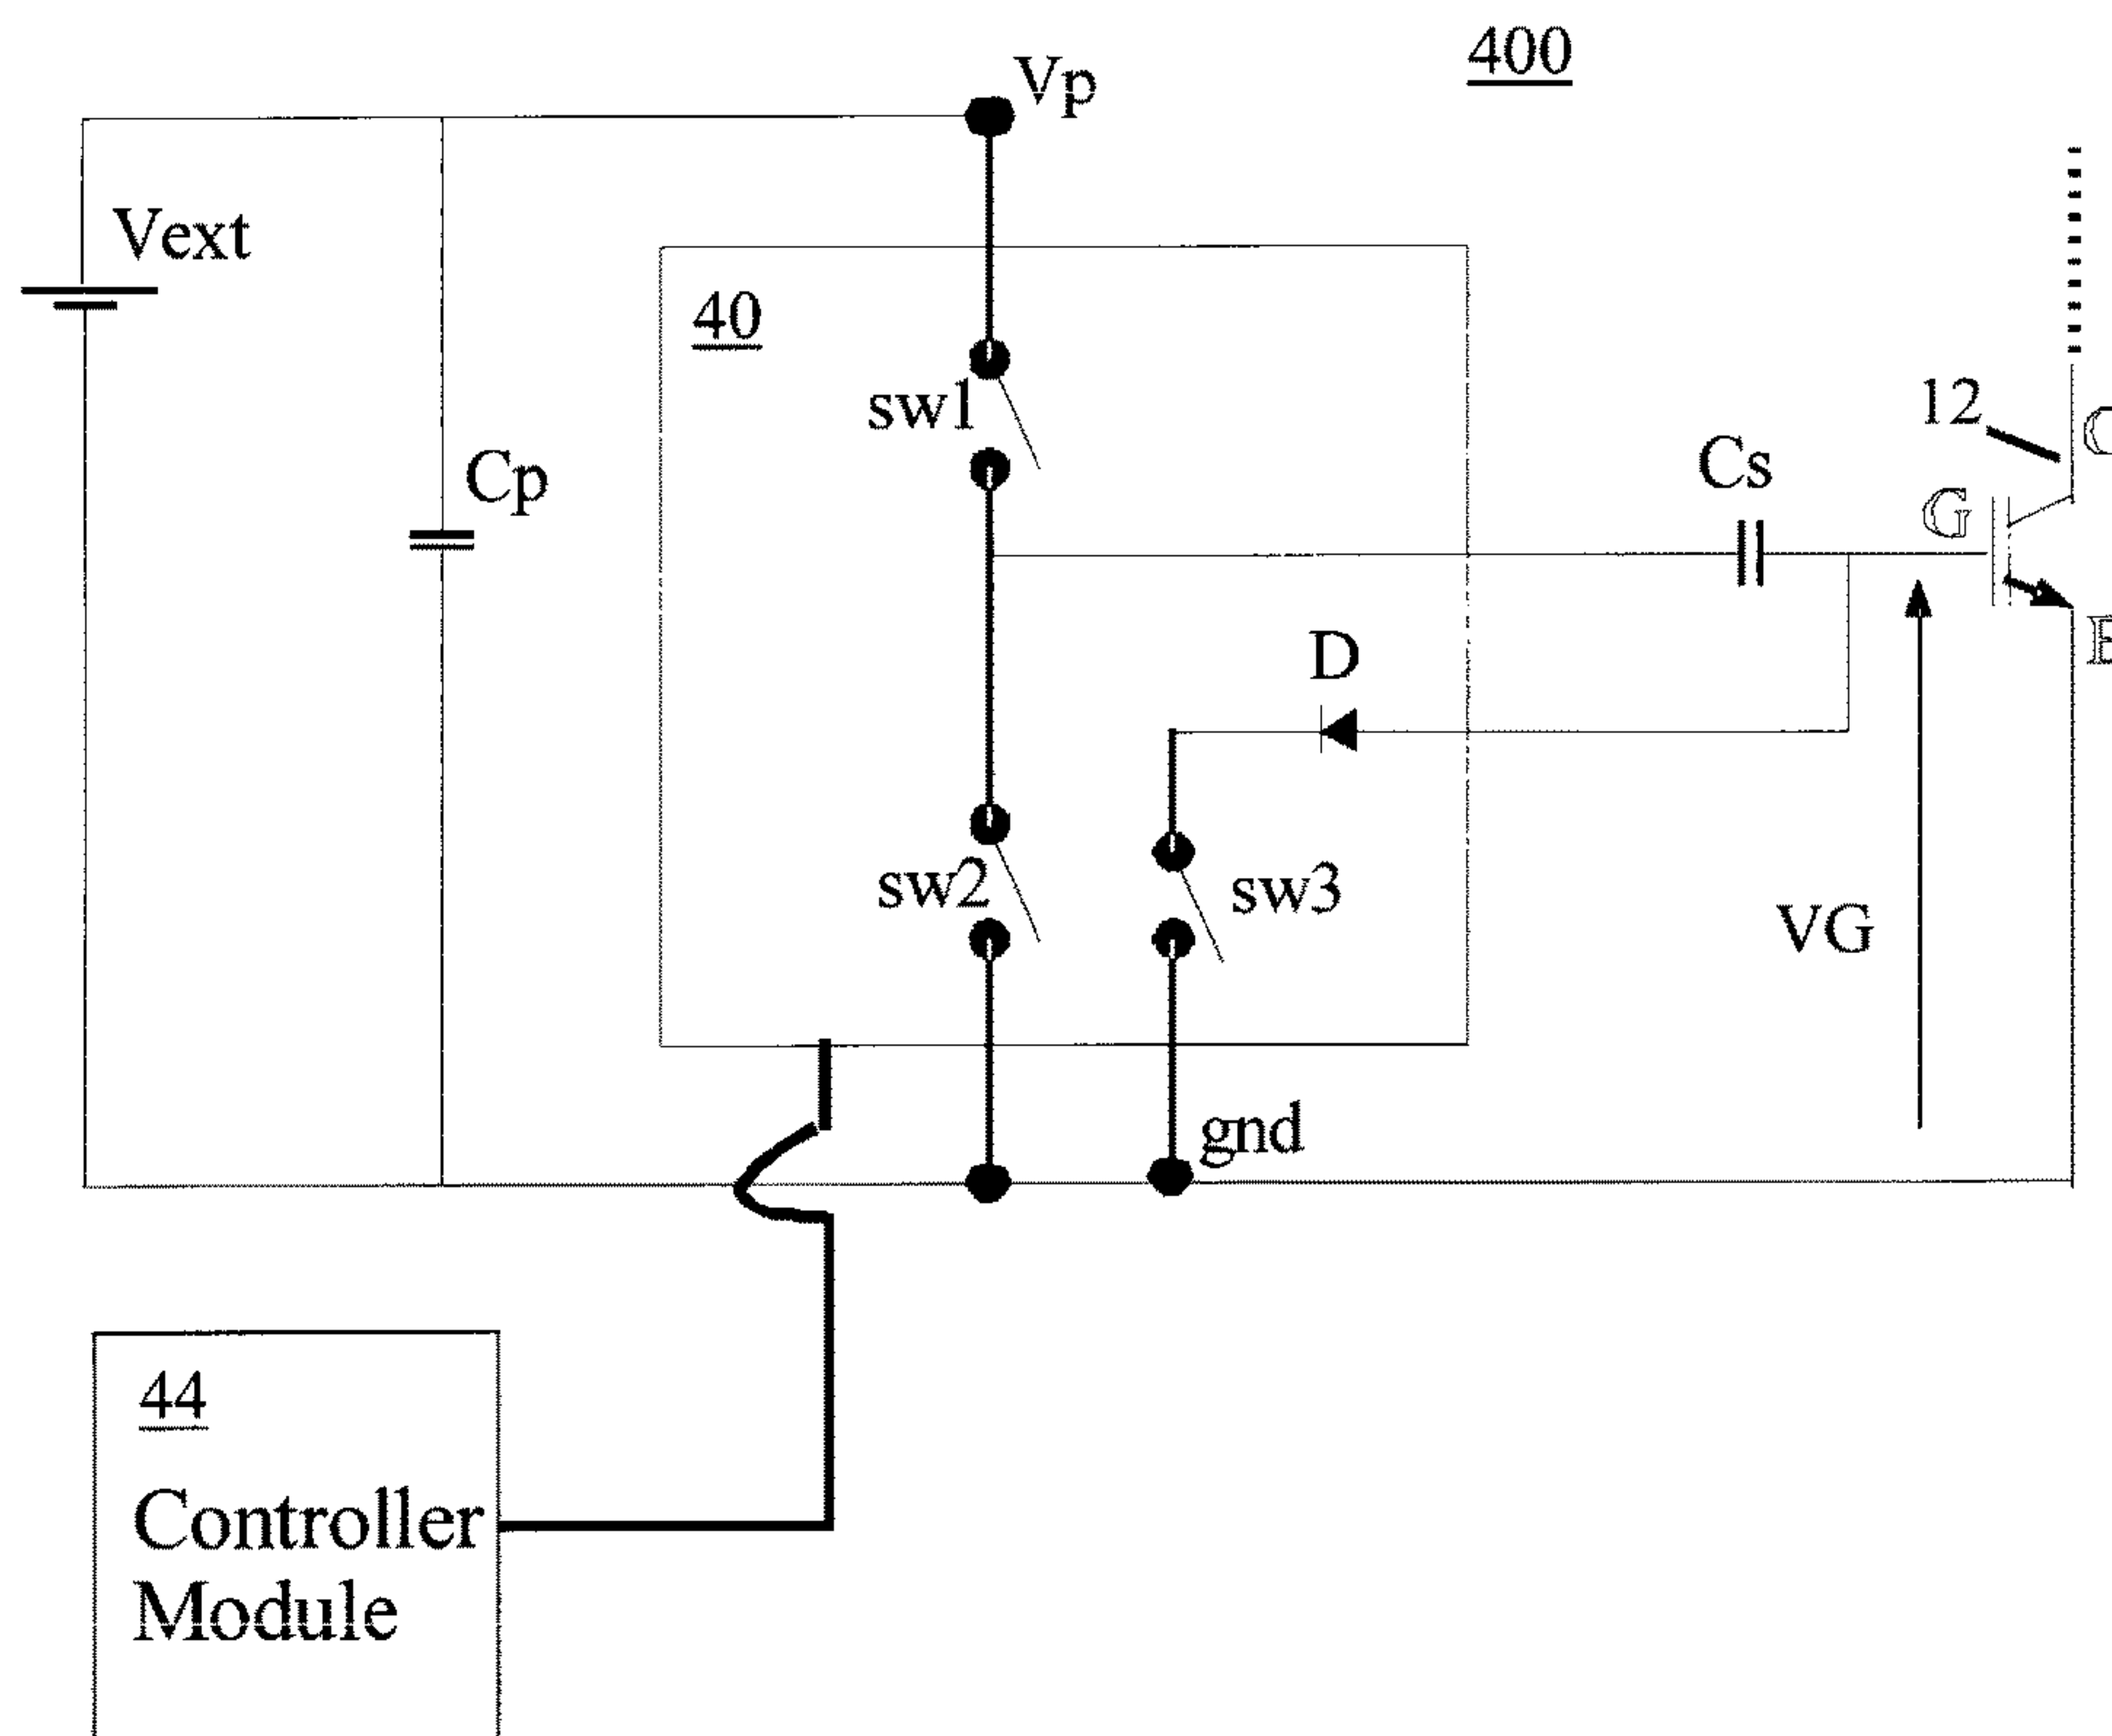 400
Vp
Vext
40
sw1
12
C
Cp
Cs
G
E
D
sw2
sw3
VG
gnd
44
Controller
Module